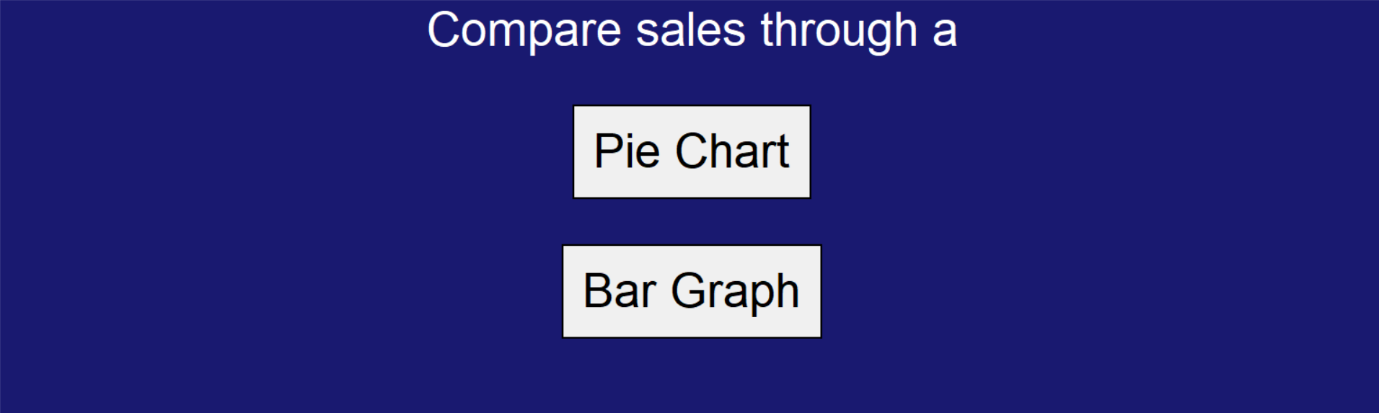 Compare sales through a
Pie Chart
Bar Graph